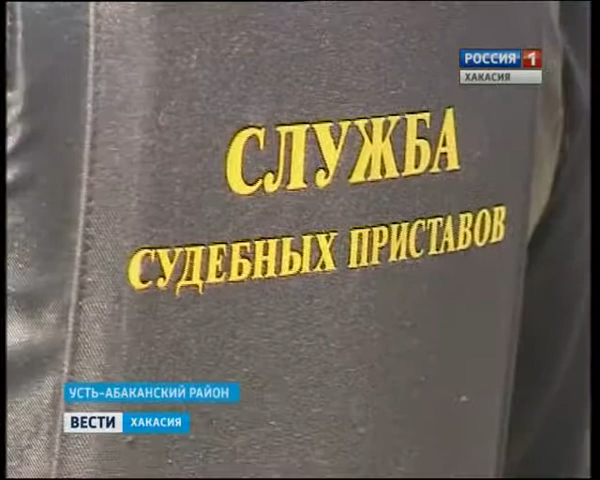 РОССИЯ 1
ХАКАСИЯ
СЛУЖБА
СУДЕБНЫХ ПРИСТАВОВ
УСТЬ-АБАКАНСКИЙ РАЙОН
ВЕСТИ ХАКАСИЯ